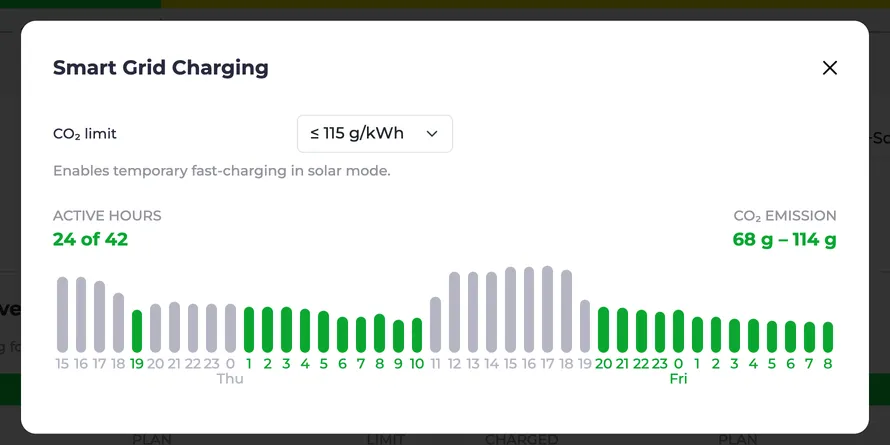 Smart Grid Charging
CO₂ limit
≤ 115 g/kWh
Enables temporary fast-charging in solar mode.
ACTIVE HOURS
CO₂ EMISSION
24 of 42
68 g – 114 g
15 16 17 18 19 20 21 22 23 0 1 2 3 4 5 6 7 8 9 10 11 12 13 14 15 16 17 18 19 20 21 22 23 0 1 2 3 4 5 6 7 8
Thu Fri
PLAN LIMIT CHARGED PLAN